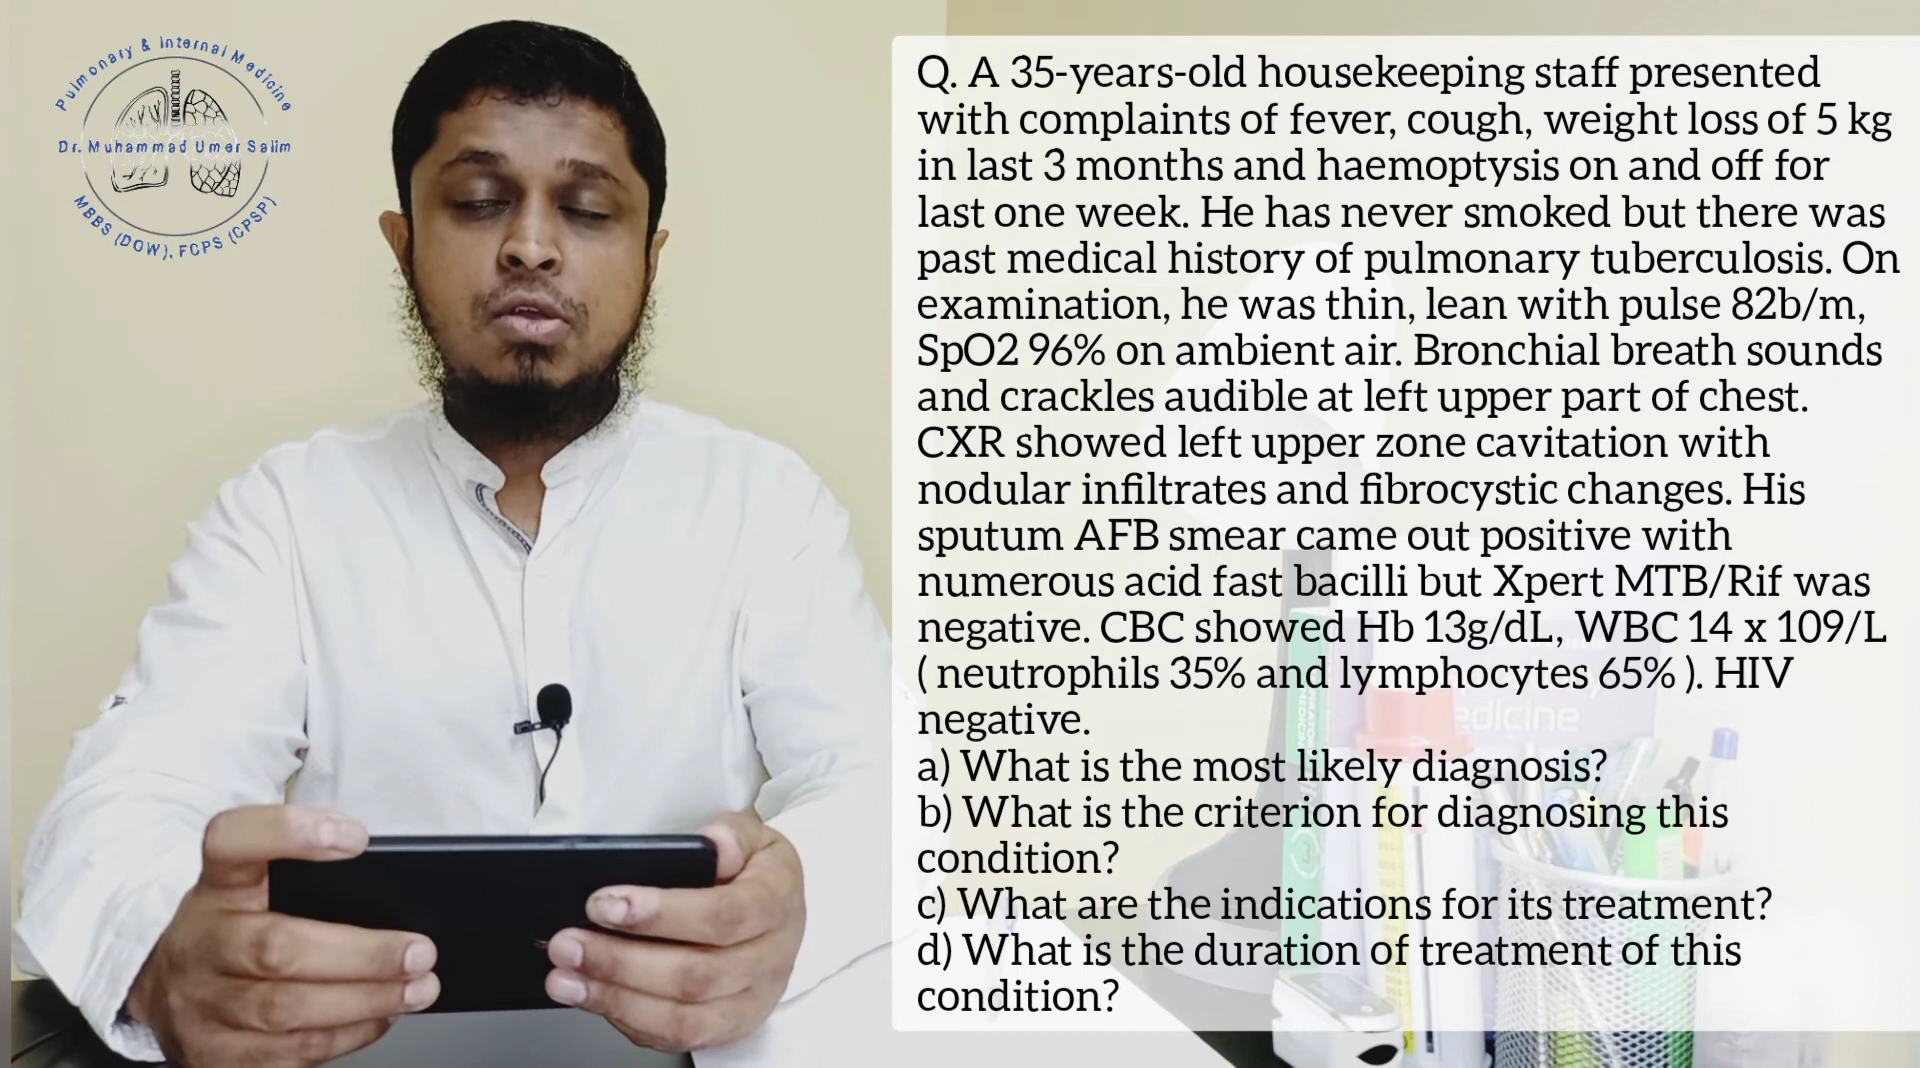 Pulmonary & Internal Medicine
Dr. Muhammad Umer Salim
MBBS (DOW), FCPS (CPSP)
Q. A 35-years-old housekeeping staff presented
with complaints of fever, cough, weight loss of 5 kg
in last 3 months and haemoptysis on and off for
last one week. He has never smoked but there was
past medical history of pulmonary tuberculosis. On
examination, he was thin, lean with pulse 82b/m,
SpO2 96% on ambient air. Bronchial breath sounds
and crackles audible at left upper part of chest.
CXR showed left upper zone cavitation with
nodular infiltrates and fibrocystic changes. His
sputum AFB smear came out positive with
numerous acid fast bacilli but Xpert MTB/Rif was
negative. CBC showed Hb 13g/dL, WBC 14 x 109/L
( neutrophils 35% and lymphocytes 65% ). HIV
negative.
a) What is the most likely diagnosis?
b) What is the criterion for diagnosing this
condition?
c) What are the indications for its treatment?
d) What is the duration of treatment of this
condition?
edicine
3